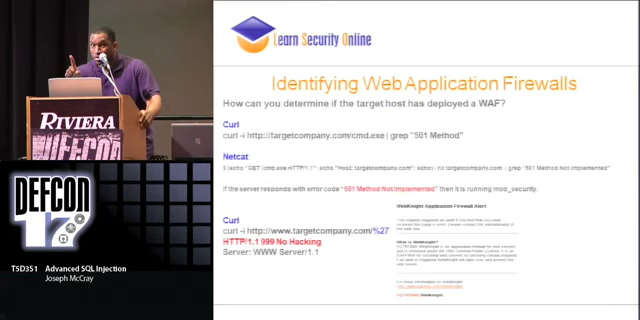 Learn Security Online
Identifying Web Application Firewalls
How can you determine if the target host has deployed a WAF?
Curl
curl -i http://targetcompany.com/cmd.exe | grep "501 Method"
Netcat
$ (echo "GET /cmd.exe HTTP/1.1"; echo "Host: targetcompany.com"; echo) | nc targetcompany.com | grep "501 Method Not Implemented"
If the server responds with error code "501 Method Not Implemented" then it is running mod_security.
Curl
curl -i http://www.targetcompany.com/%27
HTTP/1.1 999 No Hacking
Server: WWW Server/1.1
WebKnight Application Firewall Alert
What is WebKnight?
RIVIERA
DEFCON
DEFCON
17
T5D3S1 Advanced SQL Injection
Joseph McCray